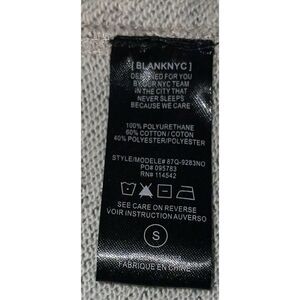 [ BLANKNYC ]
DESIGNED FOR YOU
BY OUR NYC TEAM
IN THE CITY THAT
NEVER SLEEPS
BECAUSE WE CARE
100% POLYURETHANE
60% COTTON / COTON
40% POLYESTER/POLYESTER
STYLE/MODELE# 87Q-9283NO
PO# 095783
RN# 114542
SEE CARE ON REVERSE
VOIR INSTRUCTION AUVERSO
S
FABRIQUE EN CHINE